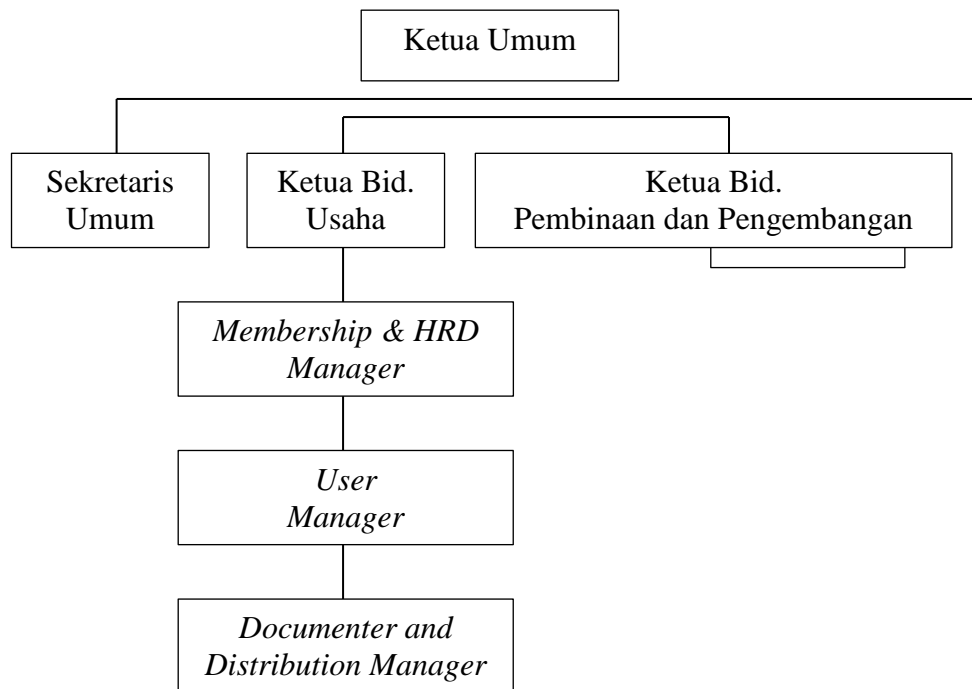 Ketua Umum
Sekretaris
Umum
Ketua Bid.
Usaha
Ketua Bid.
Pembinaan dan Pengembangan
Membership & HRD
Manager
User
Manager
Documenter and
Distribution Manager